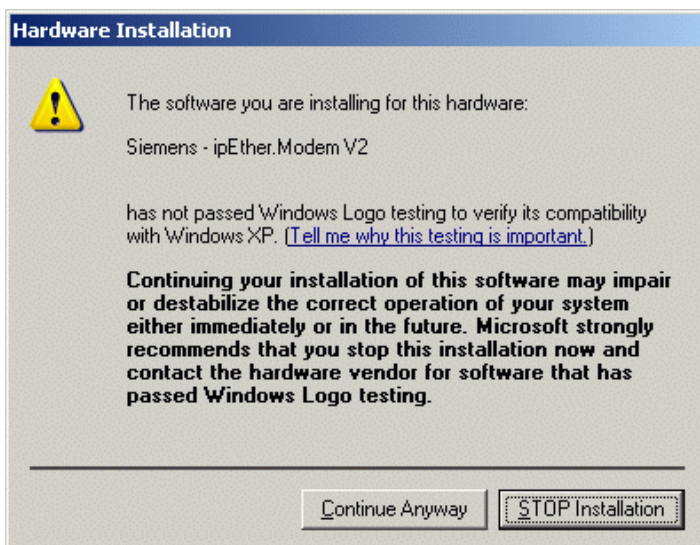 Hardware Installation
The software you are installing for this hardware:
Siemens - ipEther.Modem V2
has not passed Windows Logo testing to verify its compatibility
with Windows XP. (Tell me why this testing is important.)
Continuing your installation of this software may impair
or destabilize the correct operation of your system
either immediately or in the future. Microsoft strongly
recommends that you stop this installation now and
contact the hardware vendor for software that has
passed Windows Logo testing.
Continue Anyway
STOP Installation